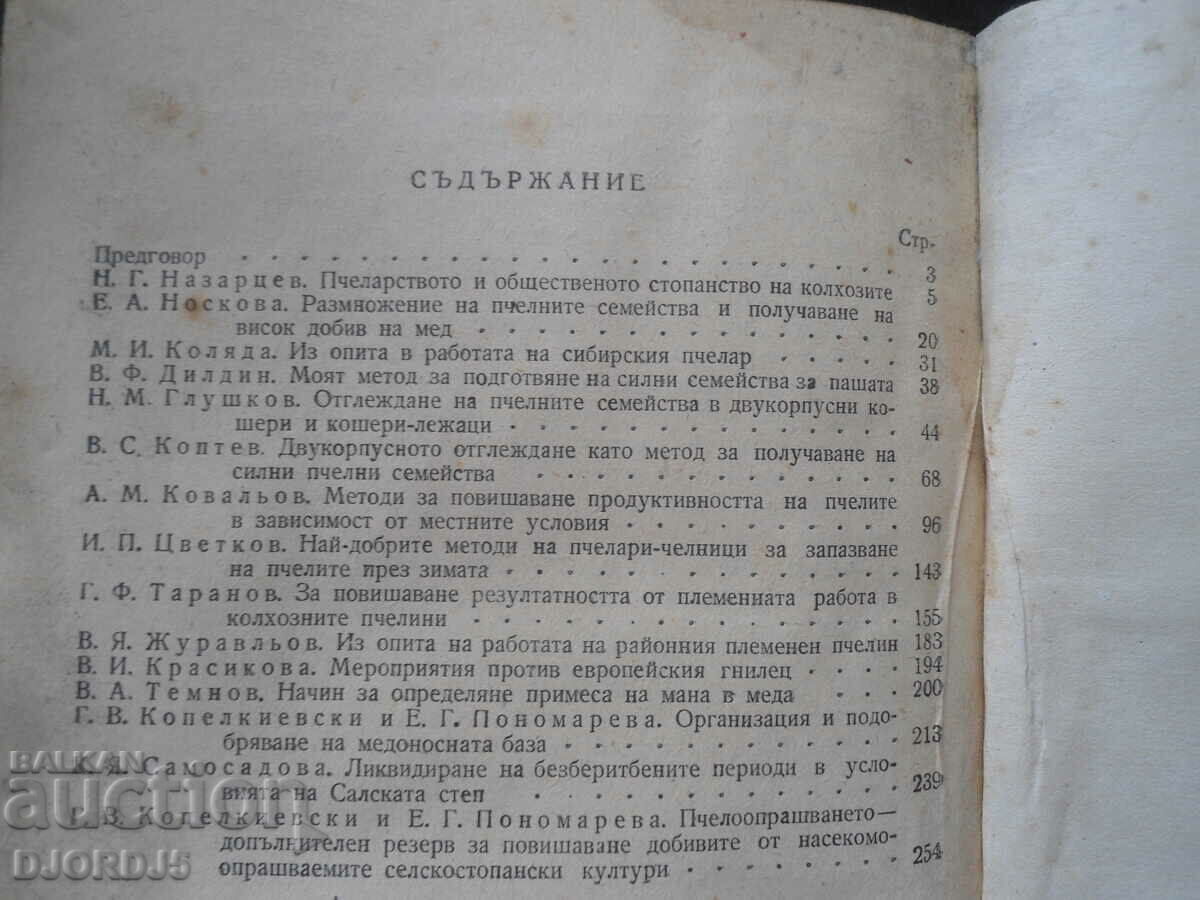 СЪДЪРЖАНИЕ
Стр.
Предговор . . . . . . . . . . . . . . . . 3
Н. Г. Назарцев. Пчеларството и общественото стопанство на колхозите 5
Е. А. Носкова. Размножение на пчелните семейства и получаване на
висок добив на мед . . . . . . . . . . . . 20
М. И. Коляда. Из опита в работата на сибирския пчелар . . . . . 31
В. Ф. Дилдин. Моят метод за подготвяне на силни семейства за пашата 38
Н. М. Глушков. Отглеждане на пчелните семейства в двукорпусни ко-
шери и кошери-лежаци . . . . . . . . . . . 44
В. С. Коптев. Двукорпусното отглеждане като метод за получаване на
силни пчелни семейства . . . . . . . . . . 68
А. М. Ковальов. Методи за повишаване продуктивността на пчелите
в зависимост от местните условия . . . . . . . . 96
И. П. Цветков. Най-добрите методи на пчелари-челници за запазване
на пчелите през зимата . . . . . . . . . . 143
Г. Ф. Таранов. За повишаване резултатността от племенната работа в
колхозните пчелини . . . . . . . . . . . 155
В. Я. Журавльов. Из опита на работата на районния племенен пчелин 183
В. И. Красикова. Мероприятия против европейския гнилец . . . . 194
В. А. Темнов. Начин за определяне примеса на мана в меда . . . 200
Г. В. Копелкиевски и Е. Г. Пономарева. Организация и подо-
бряване на медоносната база . . . . . . . . . 213
Я. Самосадова. Ликвидиране на безберитбените периоди в усло-
вията на Салската степ . . . . . . . . . . 239
В. Копелкиевски и Е. Г. Пономарева. Пчелоопрашването—
допълнителен резерв за повишаване добивите от насекомо-
опрашваемите селскостопански култури . . . . . . . 254
BALKAN
auction
DJORDJ5